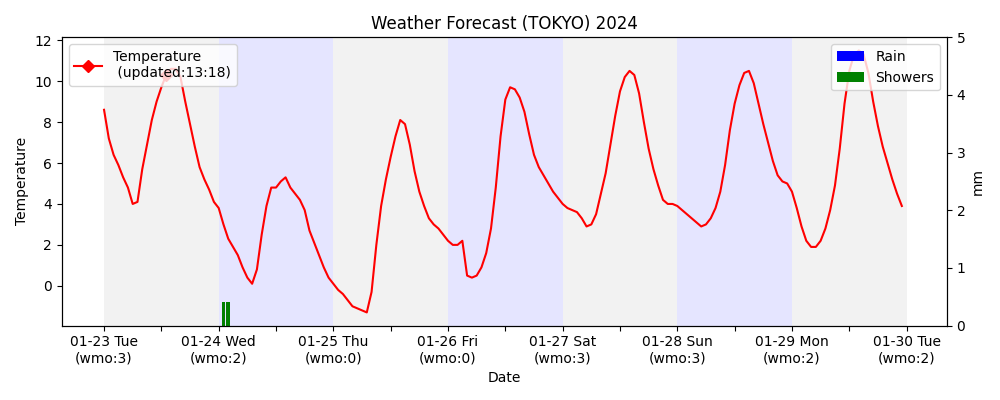 Weather Forecast (TOKYO) 2024
Temperature
(updated:13:18)
Rain
Showers
12
10
8
6
4
2
0
Temperature
5
4
3
2
1
0
mm
01-23 Tue
(wmo:3)
01-24 Wed
(wmo:2)
01-25 Thu
(wmo:0)
01-26 Fri
(wmo:0)
01-27 Sat
(wmo:3)
01-28 Sun
(wmo:3)
01-29 Mon
(wmo:2)
01-30 Tue
(wmo:2)
Date